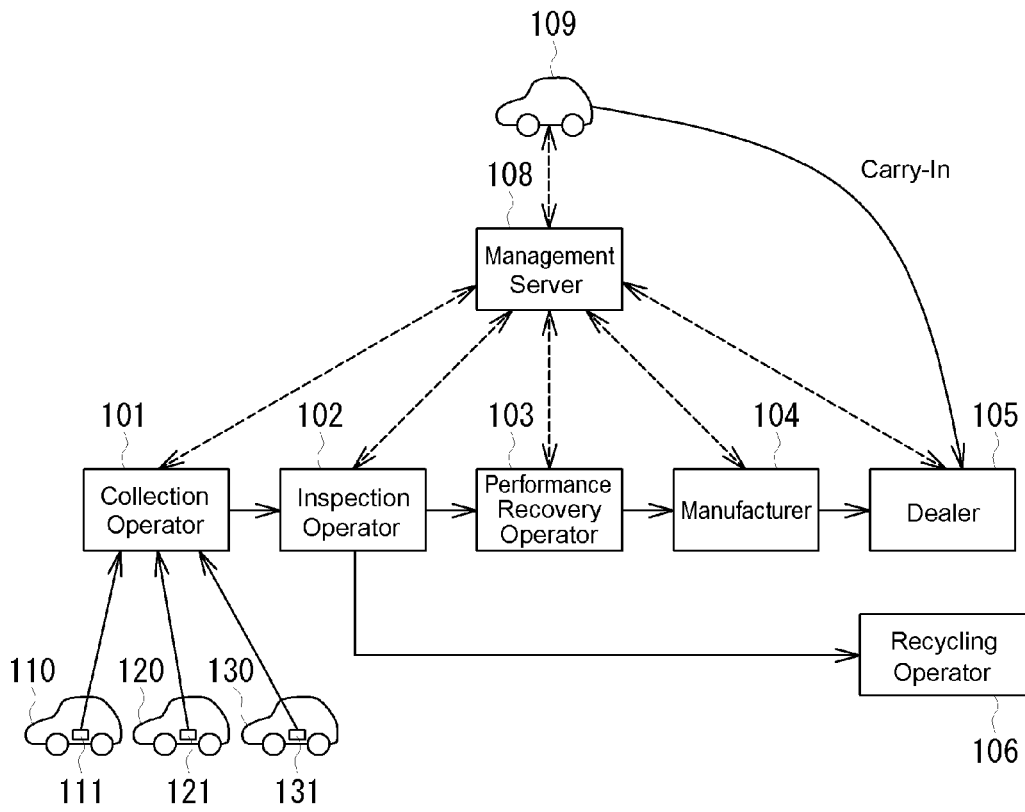 109
108
Carry-In
Management
Server
101
102
103
104
105
Collection
Operator
Inspection
Operator
Performance
Recovery
Operator
Manufacturer
Dealer
Recycling
Operator
110
120
130
106
111
121
131